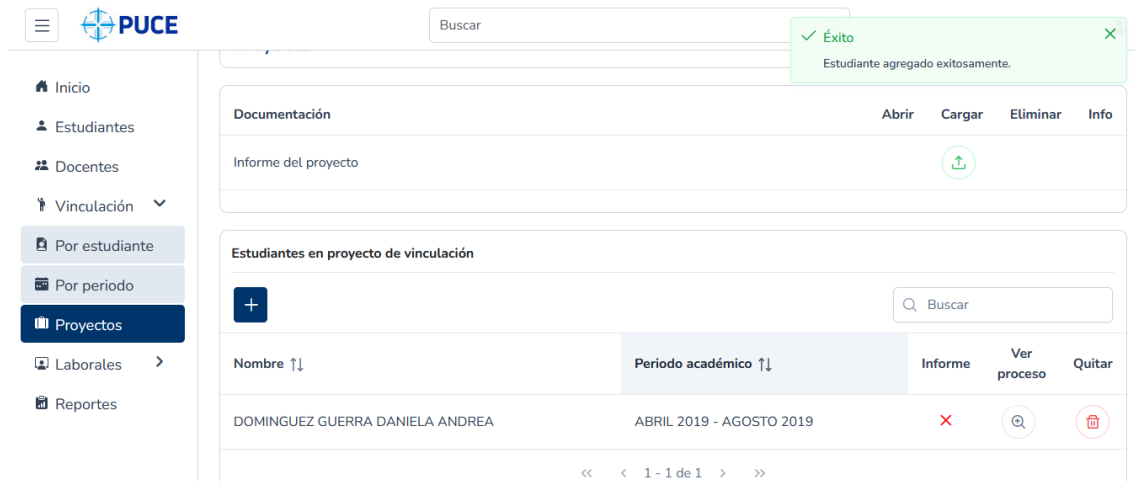 PUCE
Buscar
Éxito
Estudiante agregado exitosamente.
Inicio
Estudiantes
Docentes
Vinculación
Por estudiante
Por periodo
Proyectos
Laborales
Reportes
Documentación Abrir Cargar Eliminar Info
Informe del proyecto
Estudiantes en proyecto de vinculación
Buscar
Nombre Periodo académico Informe Ver proceso Quitar
DOMINGUEZ GUERRA DANIELA ANDREA ABRIL 2019 - AGOSTO 2019
1 - 1 de 1